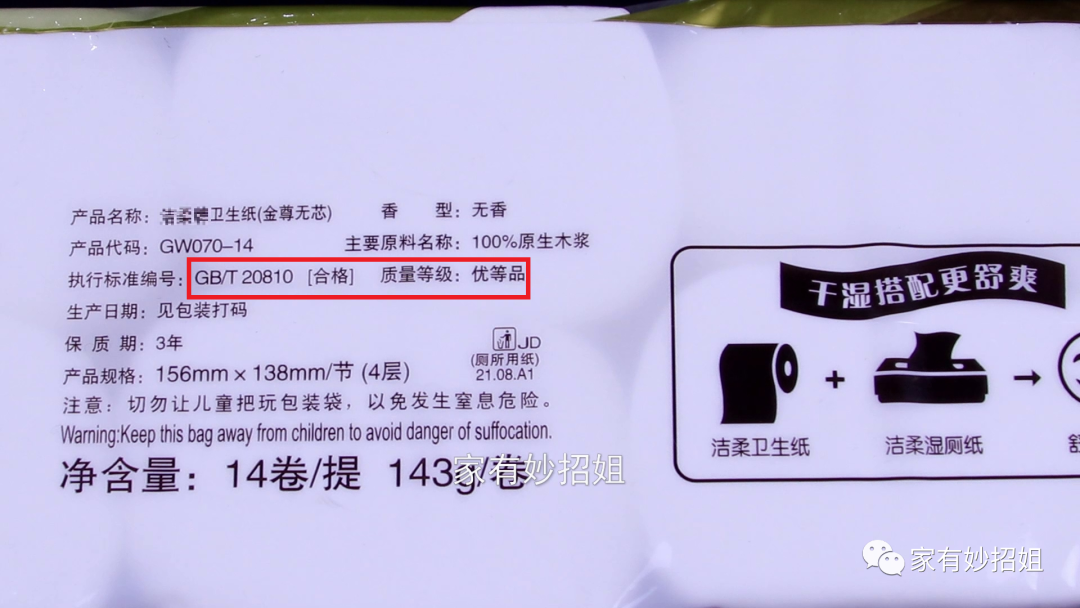 产品名称：洁柔牌卫生纸(金尊无芯) 香 型：无香
产品代码：GW070-14 主要原料名称：100%原生木浆
执行标准编号：GB/T 20810 [合格] 质量等级：优等品
生产日期：见包装打码
保 质 期：3年
JD
(厕所用纸)
21.08.A1
产品规格：156mm×138mm/节 (4层)
注意：切勿让儿童把玩包装袋，以免发生窒息危险。
Warning:Keep this bag away from children to avoid danger of suffocation.
净含量：14卷/提 143g/卷
家有妙招姐
干湿搭配更舒爽
洁柔卫生纸
+
洁柔湿厕纸
→
家有妙招姐